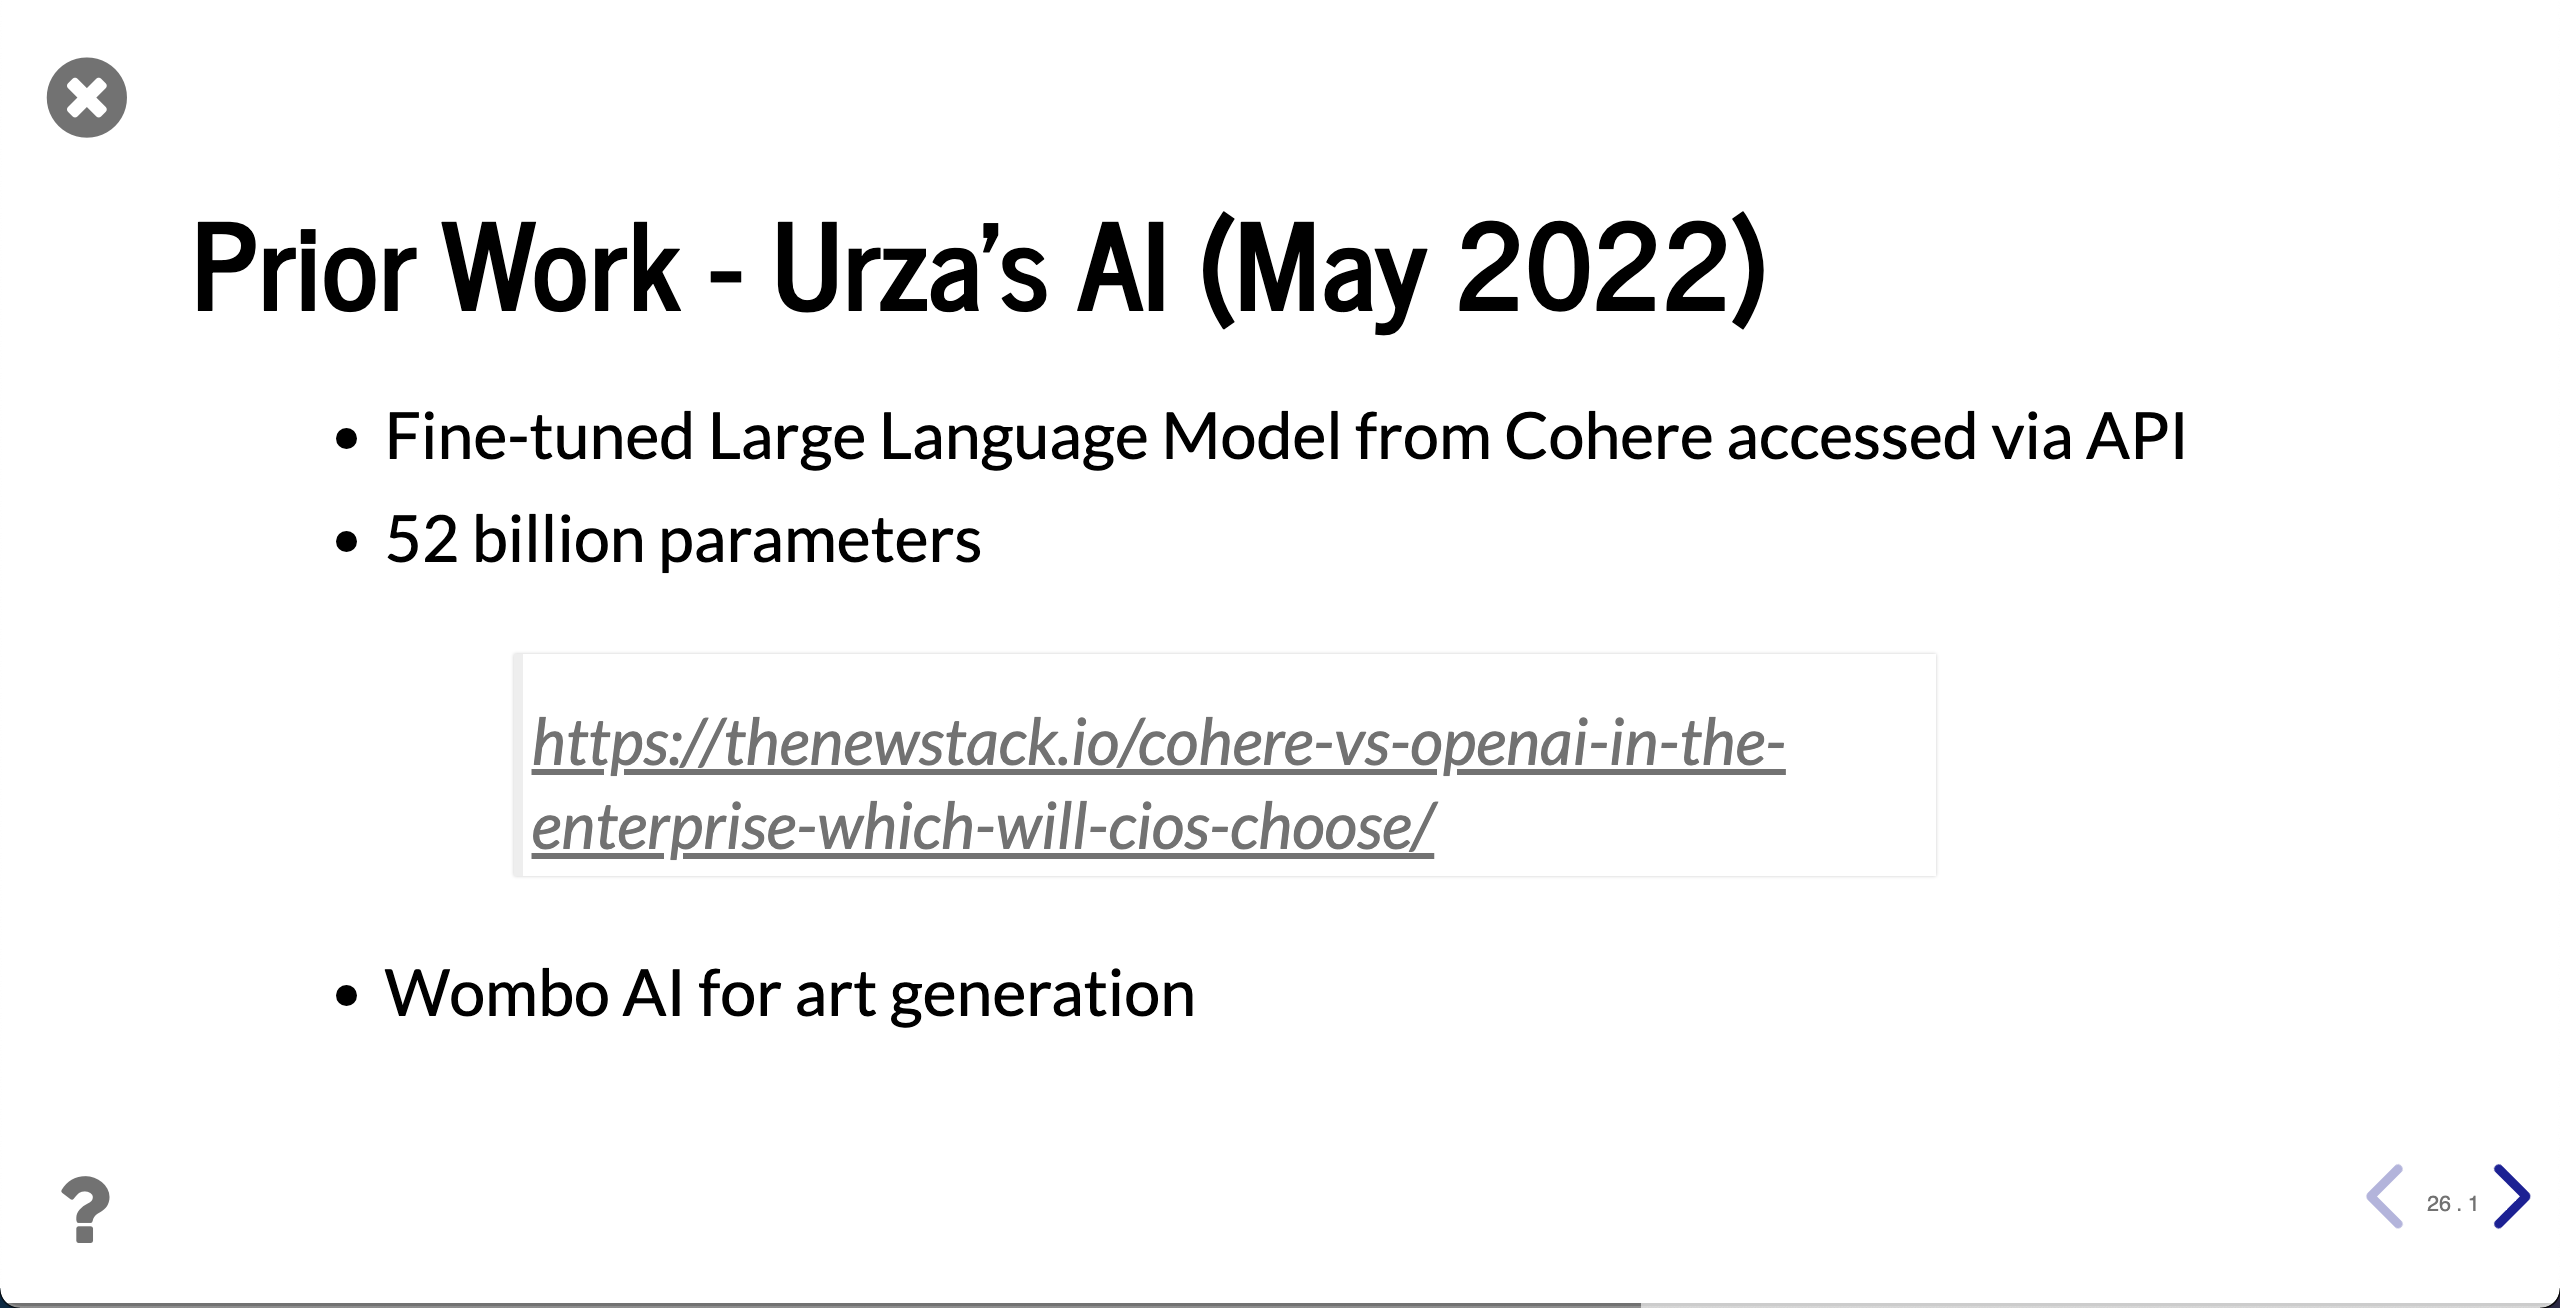 Prior Work - Urza’s AI (May 2022)
• Fine-tuned Large Language Model from Cohere accessed via API
• 52 billion parameters
https://thenewstack.io/cohere-vs-openai-in-the-
enterprise-which-will-cios-choose/
• Wombo AI for art generation
?
26 . 1